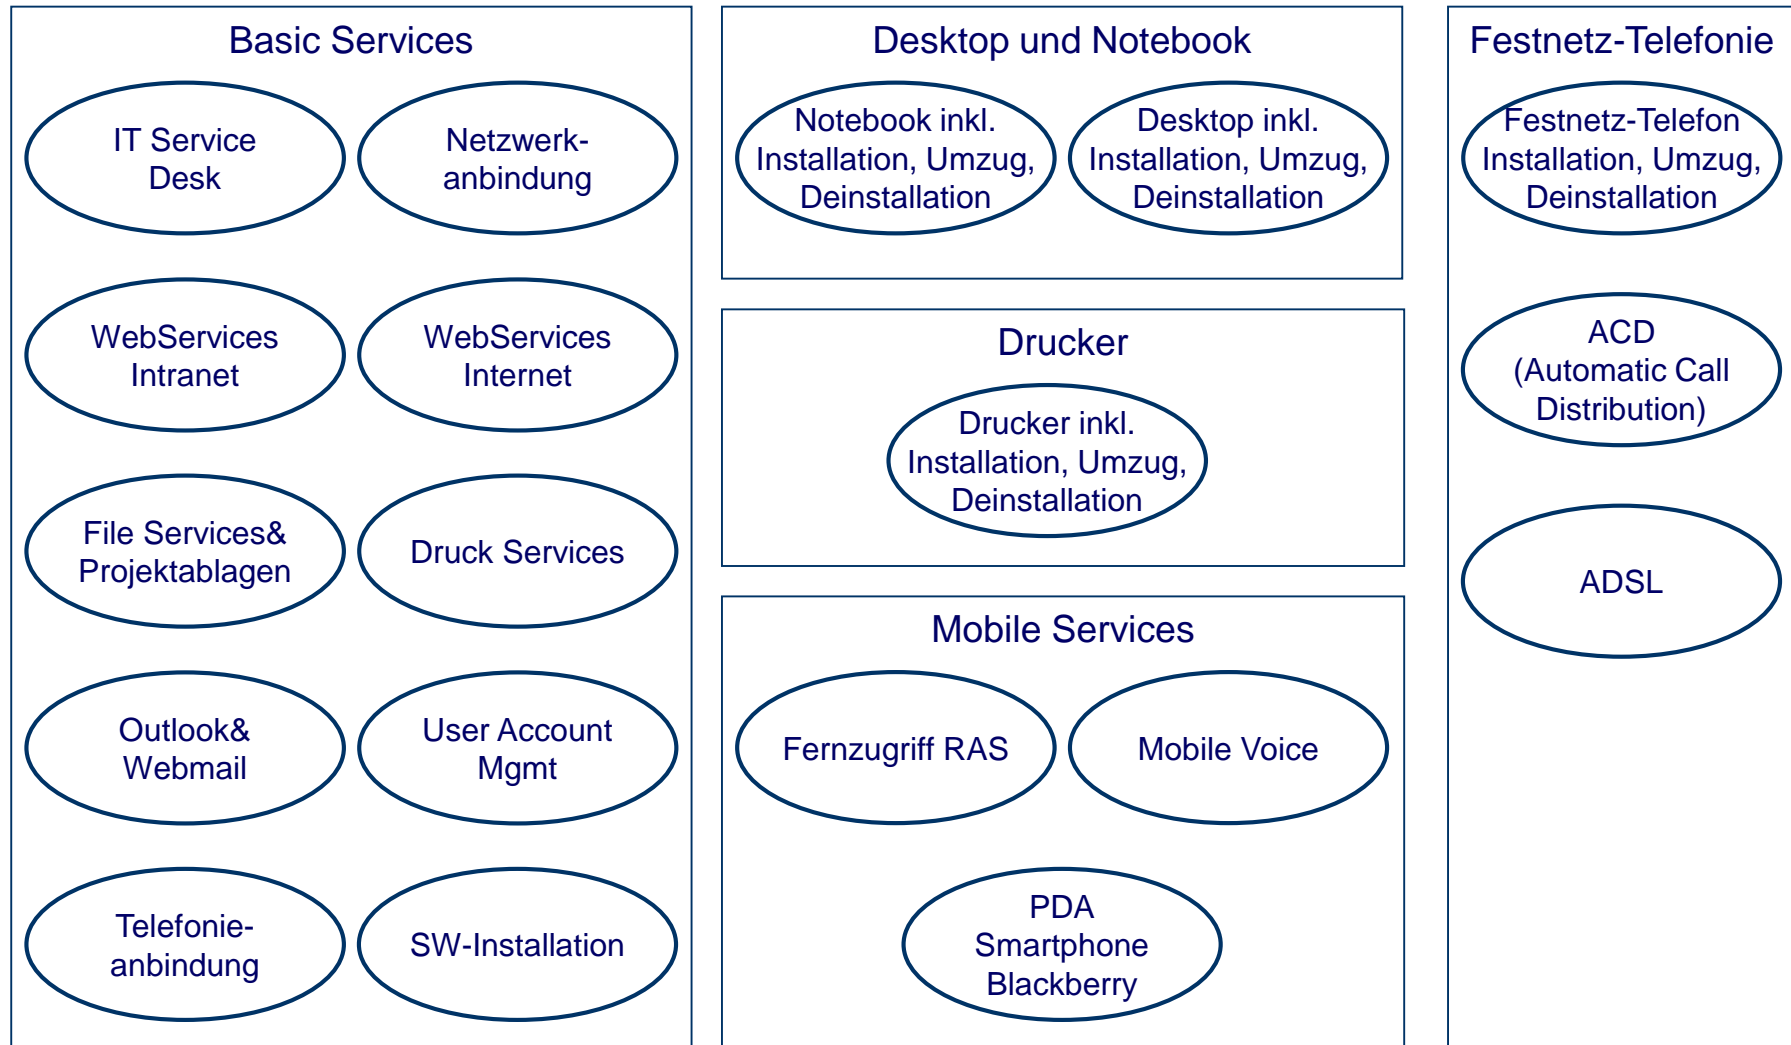 Basic Services
IT Service
Desk
Netzwerk-
anbindung
WebServices
Intranet
WebServices
Internet
File Services&
Projektablagen
Druck Services
Outlook&
Webmail
User Account
Mgmt
Telefonie-
anbindung
SW-Installation
Desktop und Notebook
Notebook inkl.
Installation, Umzug,
Deinstallation
Desktop inkl.
Installation, Umzug,
Deinstallation
Drucker
Drucker inkl.
Installation, Umzug,
Deinstallation
Mobile Services
Fernzugriff RAS
Mobile Voice
PDA
Smartphone
Blackberry
Festnetz-Telefonie
Festnetz-Telefon
Installation, Umzug,
Deinstallation
ACD
(Automatic Call
Distribution)
ADSL